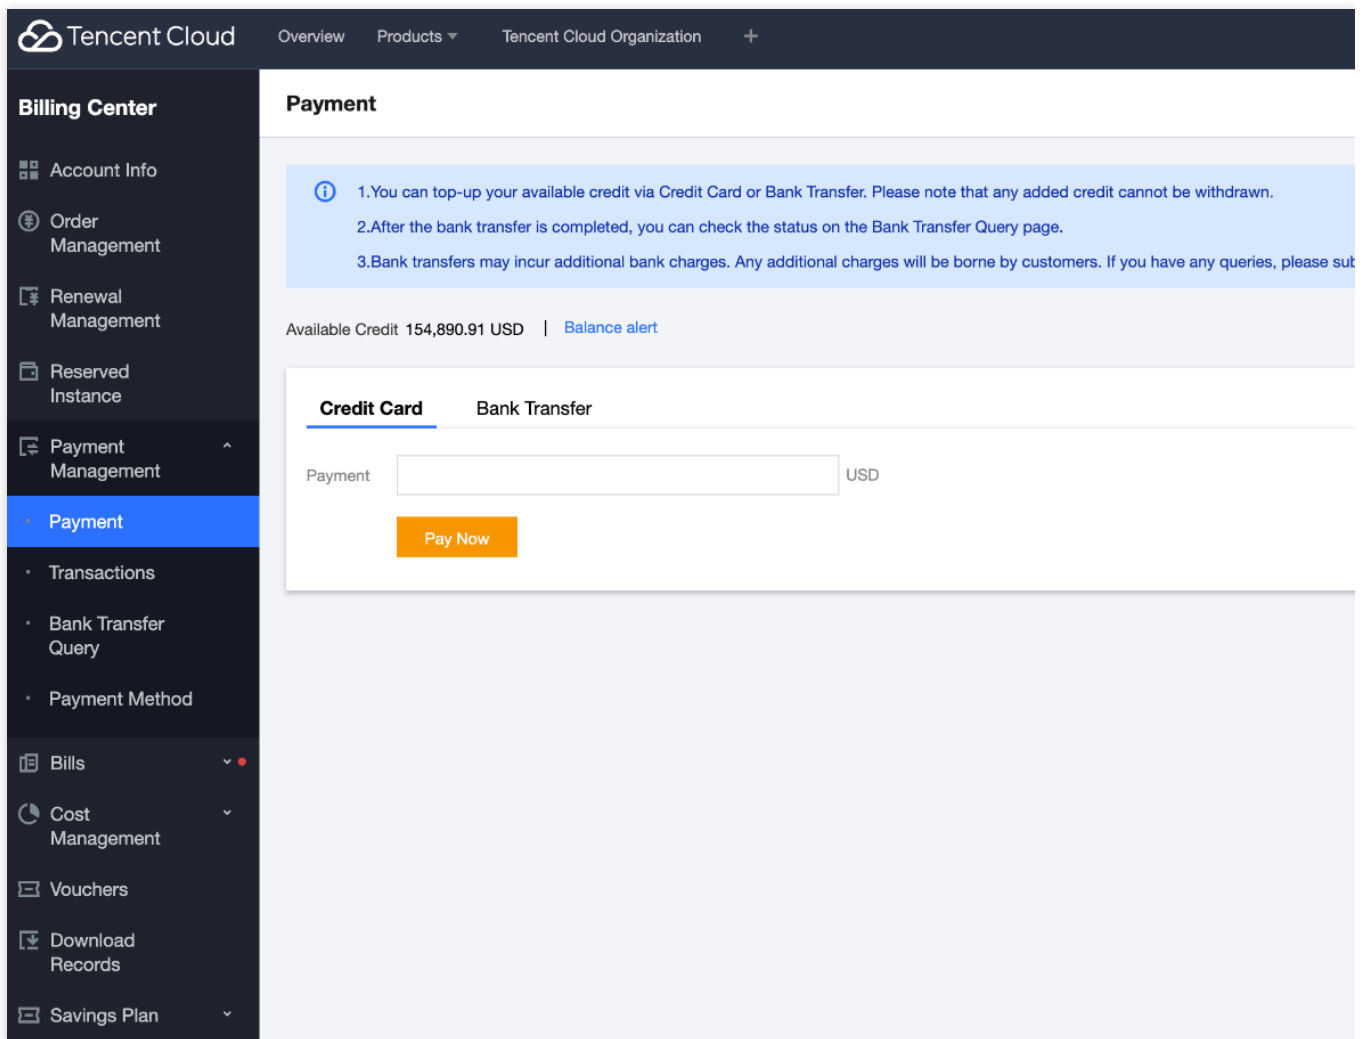 Tencent Cloud
Overview
Products
Tencent Cloud Organization
+
Billing Center
Account Info
Order
Management
Renewal
Management
Reserved
Instance
Payment
Management
Payment
Transactions
Bank Transfer
Query
Payment Method
Bills
Cost
Management
Vouchers
Download
Records
Savings Plan
Payment
1.You can top-up your available credit via Credit Card or Bank Transfer. Please note that any added credit cannot be withdrawn.
2.After the bank transfer is completed, you can check the status on the Bank Transfer Query page.
3.Bank transfers may incur additional bank charges. Any additional charges will be borne by customers. If you have any queries, please sub
Available Credit 154,890.91 USD | Balance alert
Credit Card
Bank Transfer
Payment
USD
Pay Now